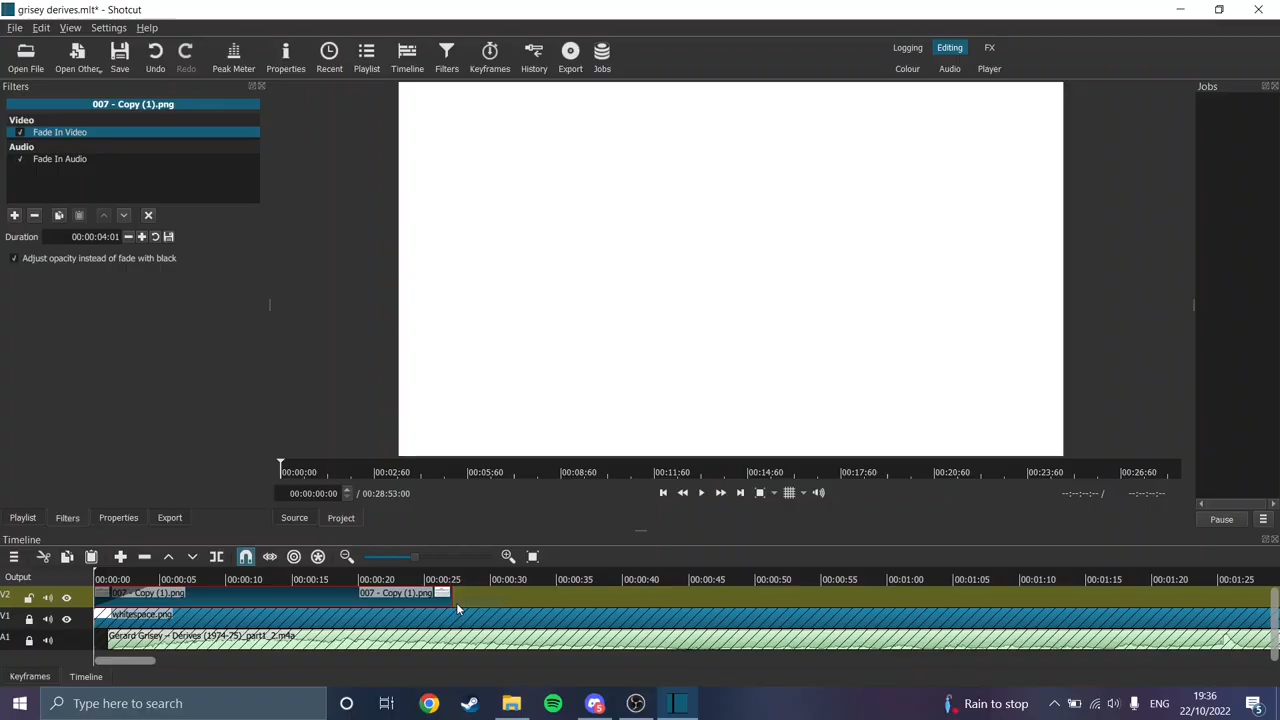 grisey derives.mlt* - Shotcut
File Edit View Settings Help
Open File Open Other.. Save Undo Redo Peak Meter Properties Recent Playlist Timeline Filters Keyframes History Export Jobs
Logging Editing FX
Colour Audio Player
Filters
Jobs
007 - Copy (1).png
Video
Fade In Video
Audio
Fade In Audio
Duration 00:00:04:01
Adjust opacity instead of fade with black
00:00:00 00:02:60 00:05:60 00:08:60 00:11:60 00:14:60 00:17:60 00:20:60 00:23:60 00:26:60
00:00:00:00 / 00:28:53:00 --:--:--:-- / --:--:--:--
Playlist Filters Properties Export Source Project Pause
Timeline
Output 00:00:00 00:00:05 00:00:10 00:00:15 00:00:20 00:00:25 00:00:30 00:00:35 00:00:40 00:00:45 00:00:50 00:00:55 00:01:00 00:01:05 00:01:10 00:01:15 00:01:20 00:01:25
V2 007 - Copy (1).png 007 - Copy (1).png
V1 whitespace.png
A1 Gérard Grisey – Dérives (1974-75)_part1_2.m4a
Keyframes Timeline
Type here to search Rain to stop ENG 19:36
22/10/2022 5